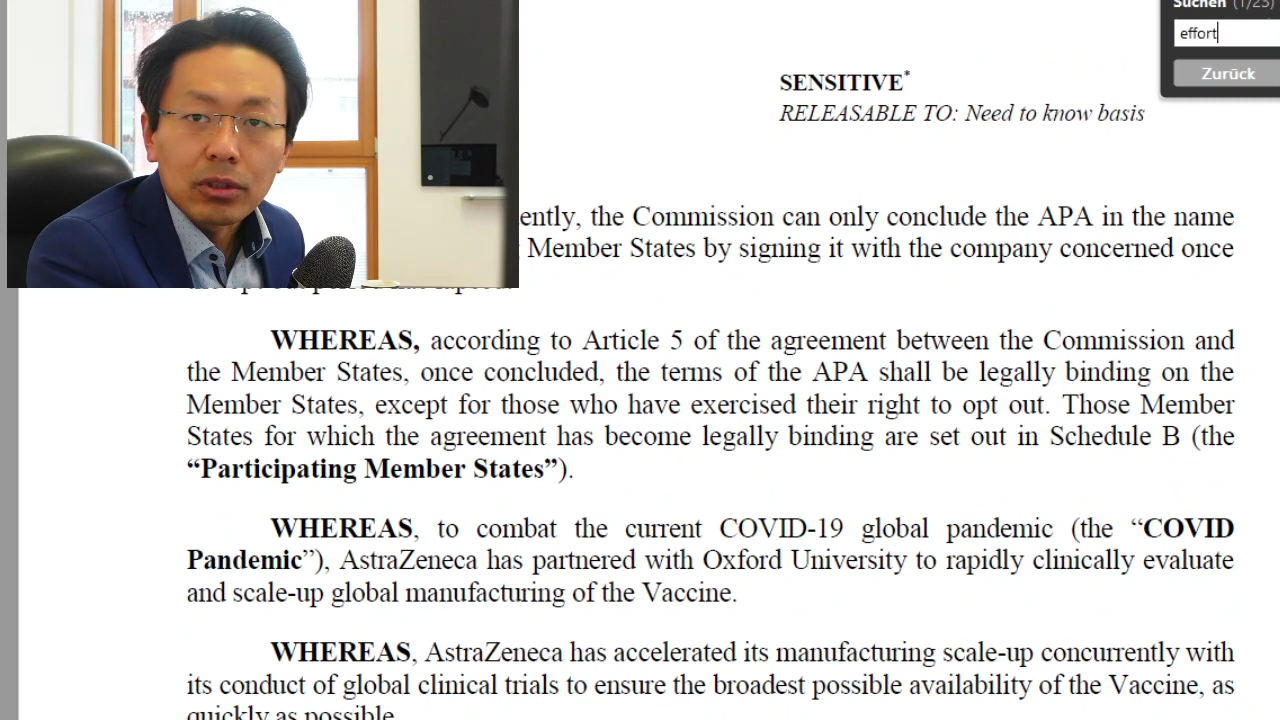 Suchen (1/25)
effort
Zurück
SENSITIVE*
RELEASABLE TO: Need to know basis
ently, the Commission can only conclude the APA in the name
Member States by signing it with the company concerned once
WHEREAS, according to Article 5 of the agreement between the Commission and
the Member States, once concluded, the terms of the APA shall be legally binding on the
Member States, except for those who have exercised their right to opt out. Those Member
States for which the agreement has become legally binding are set out in Schedule B (the
“Participating Member States”).
WHEREAS, to combat the current COVID-19 global pandemic (the “COVID
Pandemic”), AstraZeneca has partnered with Oxford University to rapidly clinically evaluate
and scale-up global manufacturing of the Vaccine.
WHEREAS, AstraZeneca has accelerated its manufacturing scale-up concurrently with
its conduct of global clinical trials to ensure the broadest possible availability of the Vaccine, as
quickly as possible.